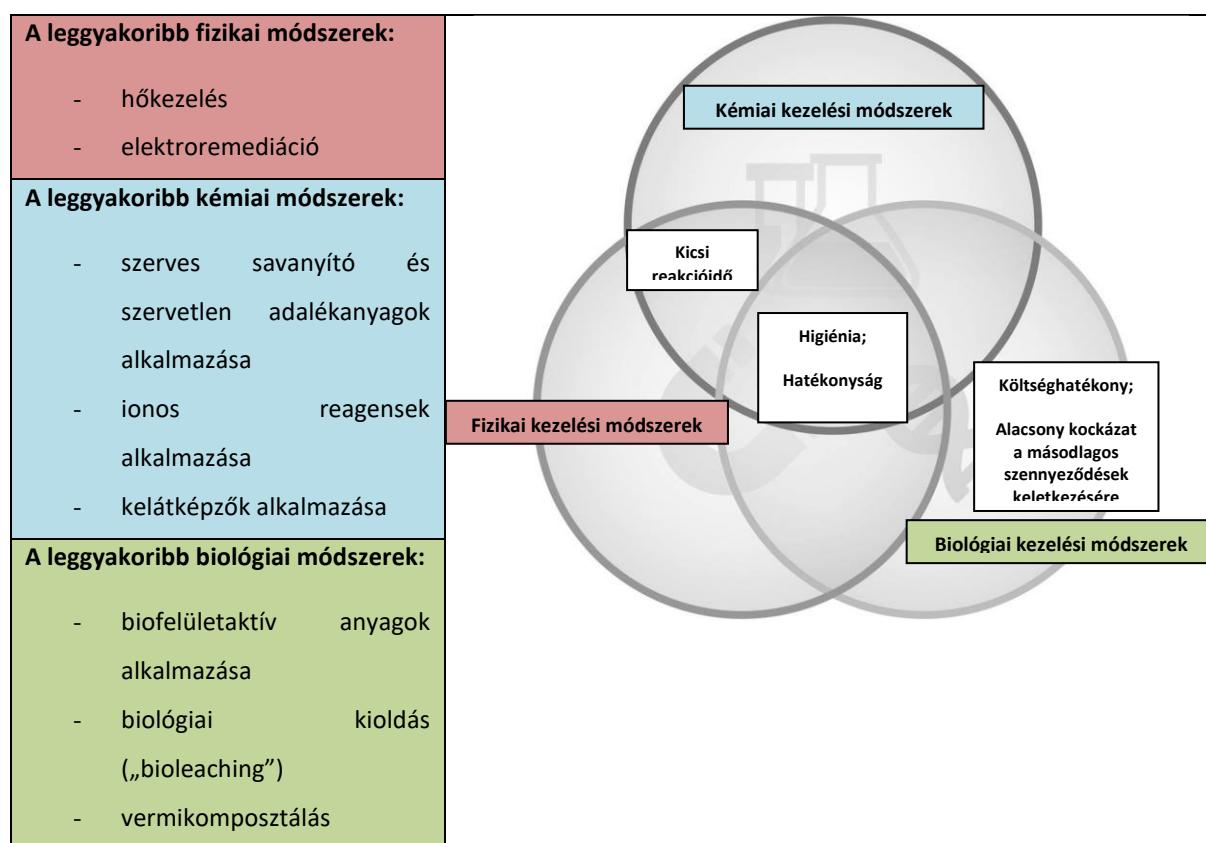 A leggyakoribb fizikai módszerek:
- hőkezelés
- elektroremediáció
A leggyakoribb kémiai módszerek:
- szerves savanyító és
szervetlen adalékanyagok
alkalmazása
- ionos reagensek
alkalmazása
- kelátképzők alkalmazása
A leggyakoribb biológiai módszerek:
- biofelületaktív anyagok
alkalmazása
- biológiai kioldás
(„bioleaching”)
- vermikomposztálás
Kémiai kezelési módszerek
Kicsi
reakcióidő
Higiénia;
Hatékonyság
Költséghatékony;
Alacsony kockázat
a másodlagos
szennyeződések
keletkezésére
Fizikai kezelési módszerek
Biológiai kezelési módszerek